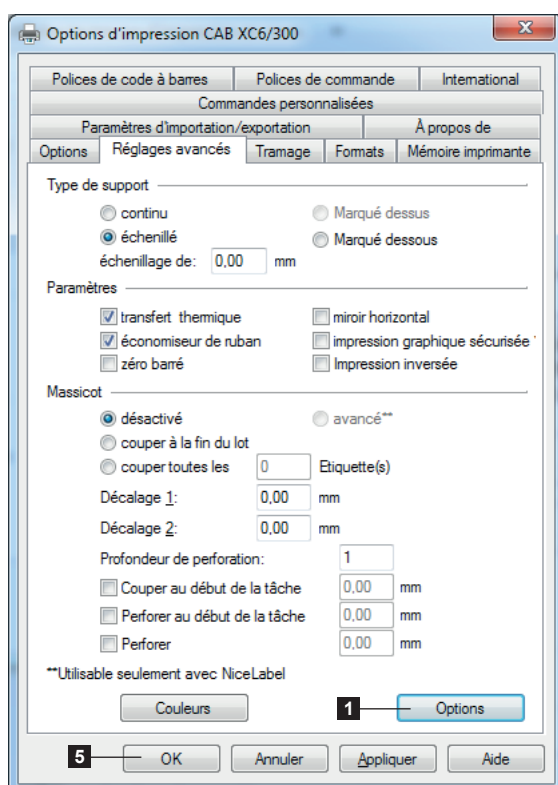 Options d'impression CAB XC6/300
Polices de code à barres Polices de commande International
Commandes personnalisées
Paramètres d'importation/exportation À propos de
Options Réglages avancés Tramage Formats Mémoire imprimante
Type de support
continu Marqué dessus
échenillé Marqué dessous
échenillage de: 0,00 mm
Paramètres
transfert thermique miroir horizontal
économiseur de ruban impression graphique sécurisée
zéro barré Impression inversée
Massicot
désactivé avancé**
couper à la fin du lot
couper toutes les 0 Etiquette(s)
Décalage 1: 0,00 mm
Décalage 2: 0,00 mm
Profondeur de perforation: 1
Couper au début de la tâche 0,00 mm
Perforer au début de la tâche 0,00 mm
Perforer 0,00 mm
**Utilisable seulement avec NiceLabel
Couleurs 1 Options
5 OK Annuler Appliquer Aide